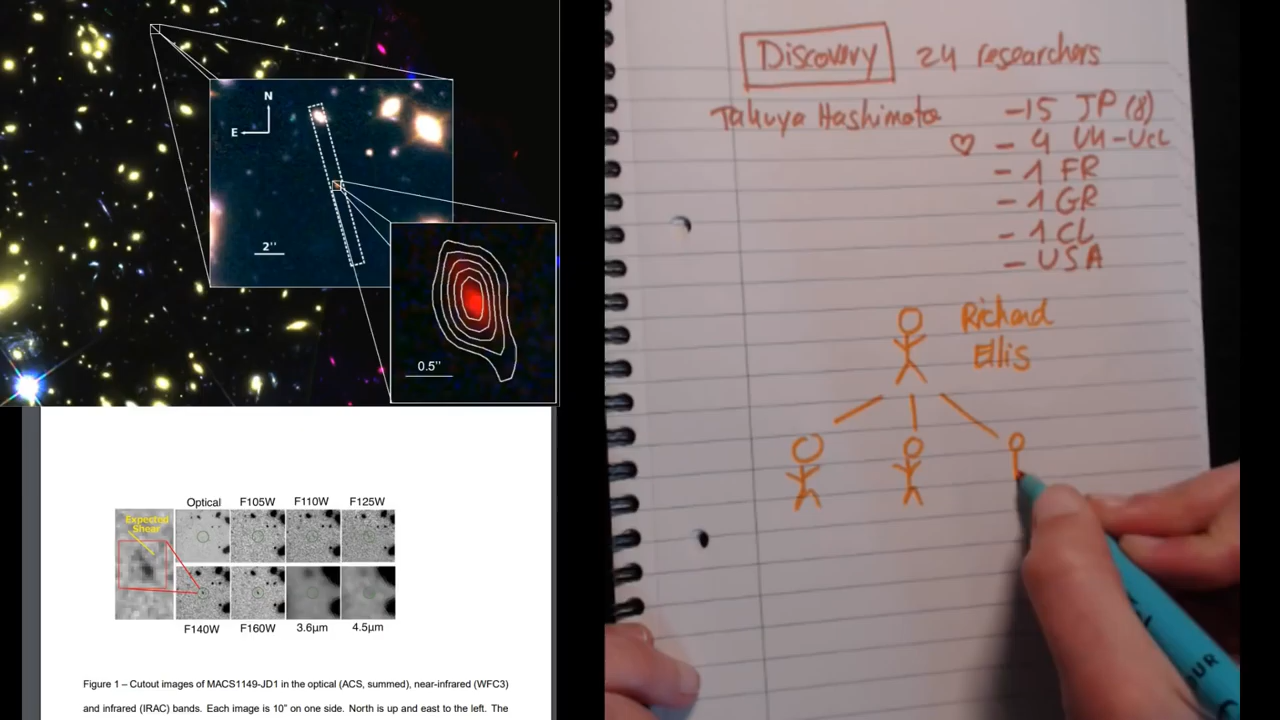 N
E
2''
0.5''
Optical F105W F110W F125W
Expected
Shear
F140W F160W 3.6μm 4.5μm
Figure 1 – Cutout images of MACS1149-JD1 in the optical (ACS, summed), near-infrared (WFC3)
and infrared (IRAC) bands. Each image is 10” on one side. North is up and east to the left. The
Discovery 24 researchers
Takuya Hashimoto - 15 JP (8)
♡ - 4 UK - UCL
- 1 FR
- 1 GR
- 1 CL
- USA
Richard
Ellis
OUR